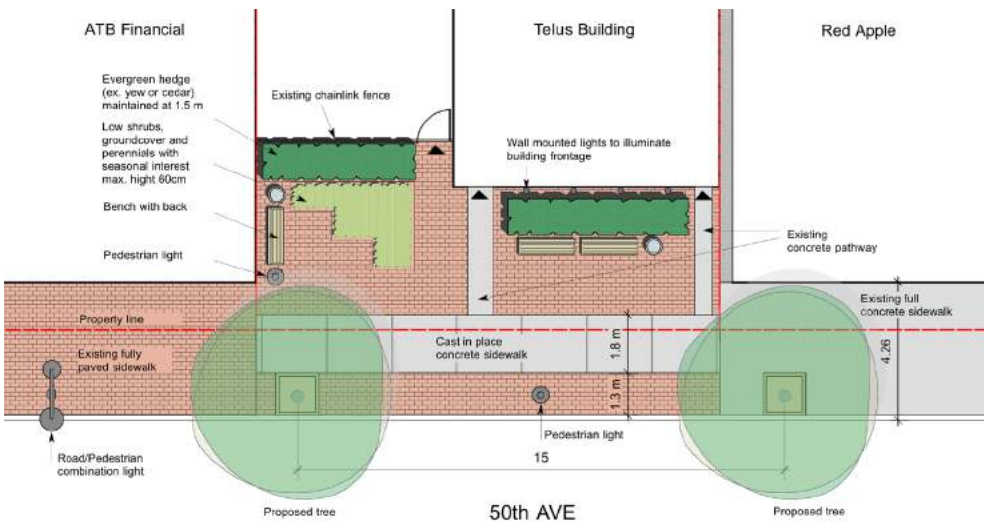 ATB Financial
Telus Building
Red Apple
Evergreen hedge
(ex. yew or cedar)
maintained at 1.5 m
Existing chainlink fence
Low shrubs,
groundcover and
perennials with
seasonal interest
max. hight 60cm
Wall mounted lights to illuminate
building frontage
Bench with back
Pedestrian light
Existing
concrete pathway
Property line
Existing full
concrete sidewalk
Existing fully
paved sidewalk
Cast in place
concrete sidewalk
1.8 m
4.26
1.3 m
Pedestrian light
Road/Pedestrian
combination light
15
Proposed tree
50th AVE
Proposed tree